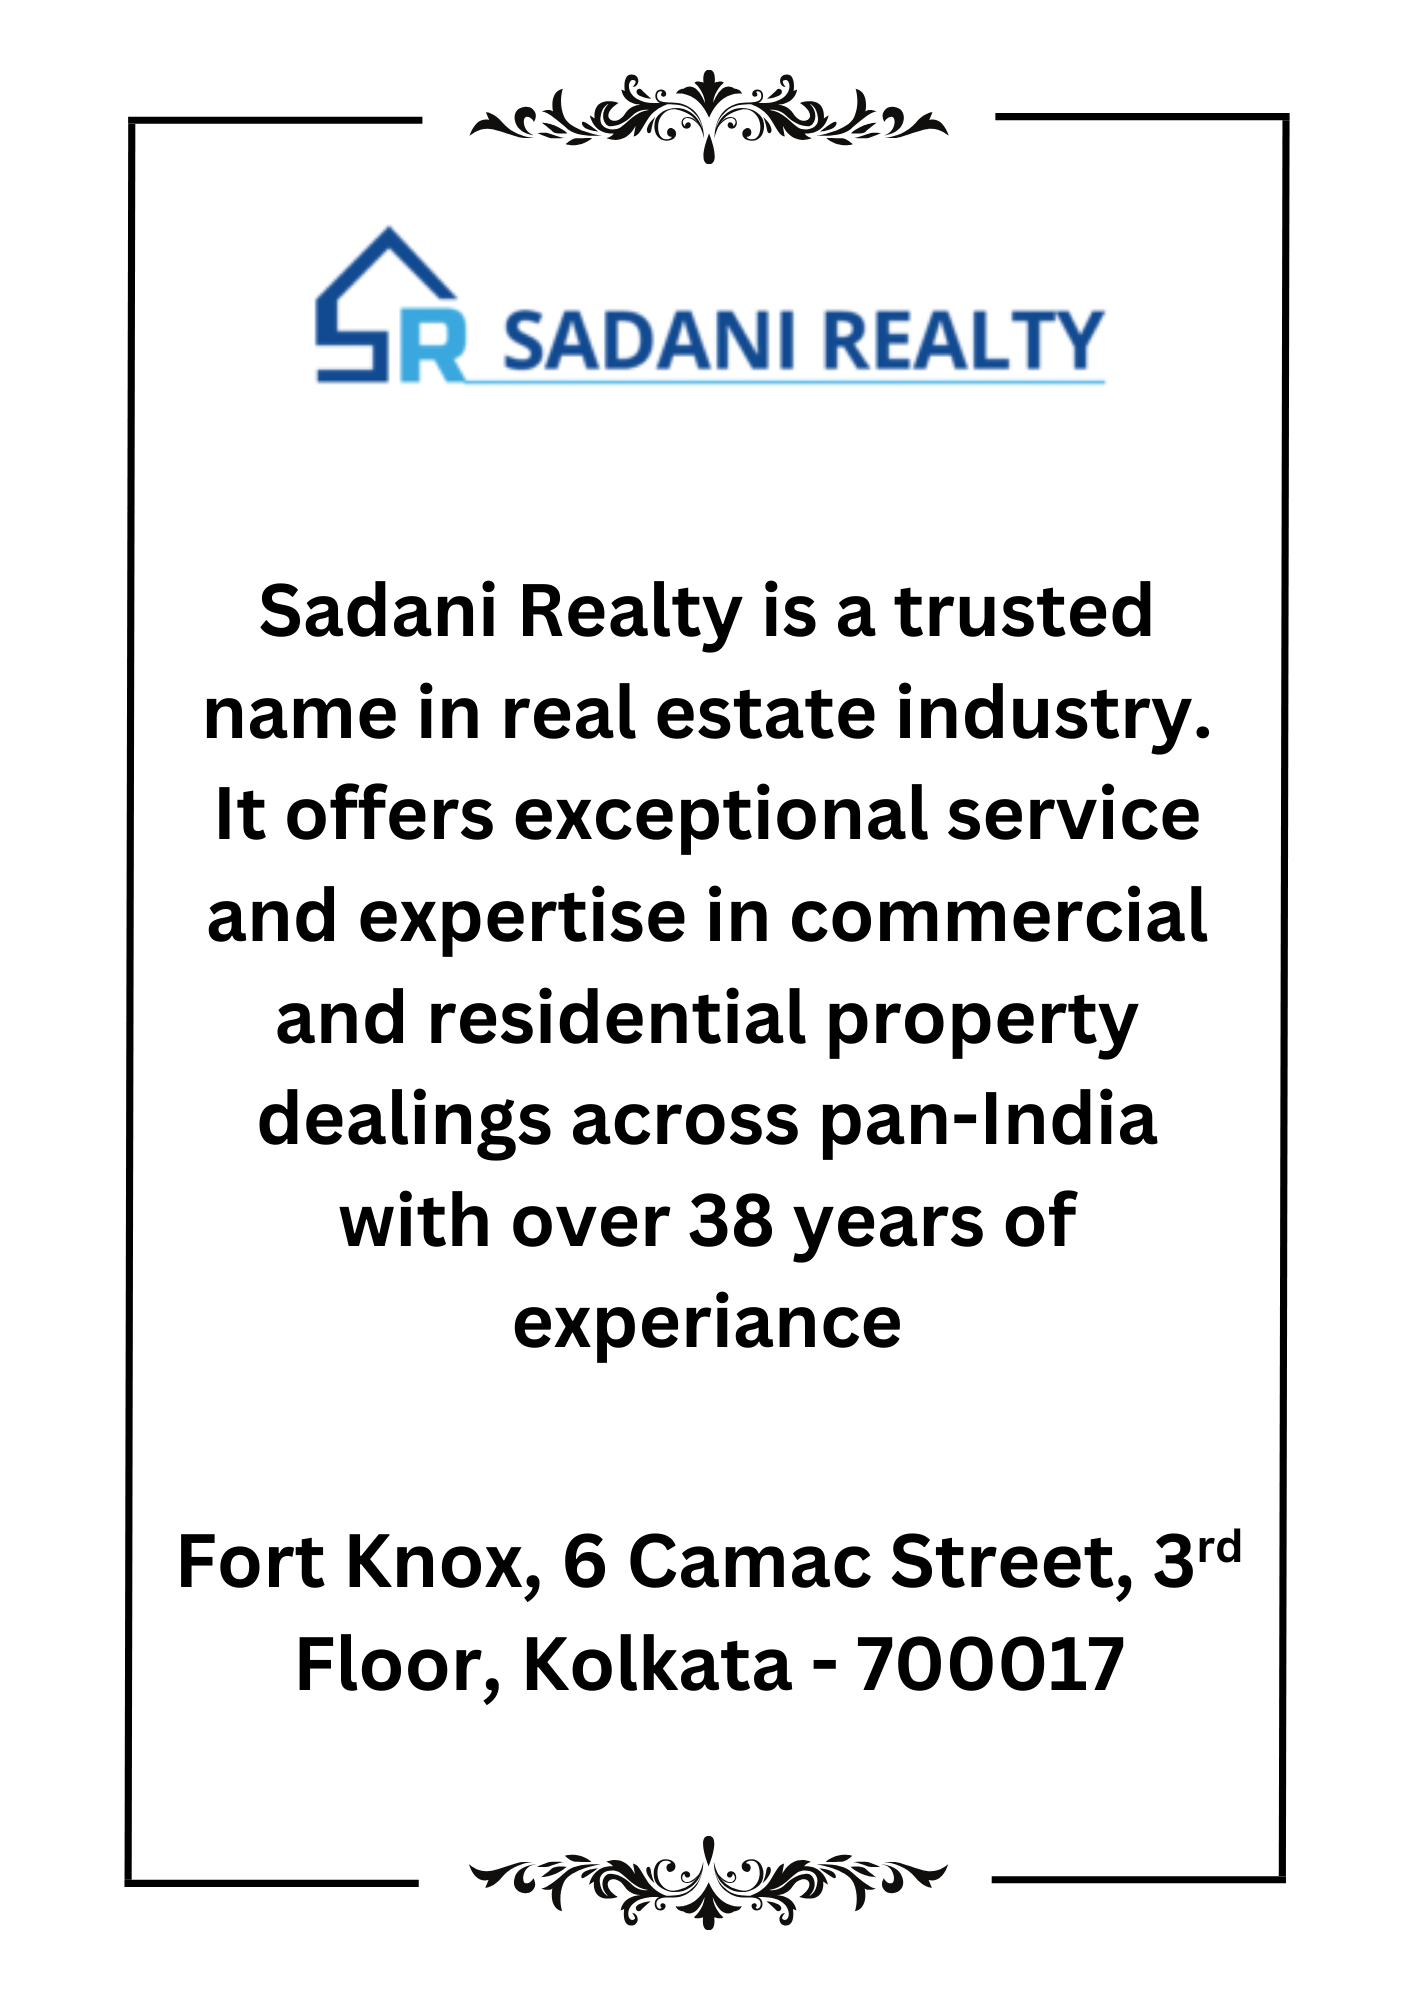 SR SADANI REALTY
Sadani Realty is a trusted
name in real estate industry.
It offers exceptional service
and expertise in commercial
and residential property
dealings across pan-India
with over 38 years of
experiance
Fort Knox, 6 Camac Street, 3rd
Floor, Kolkata - 700017